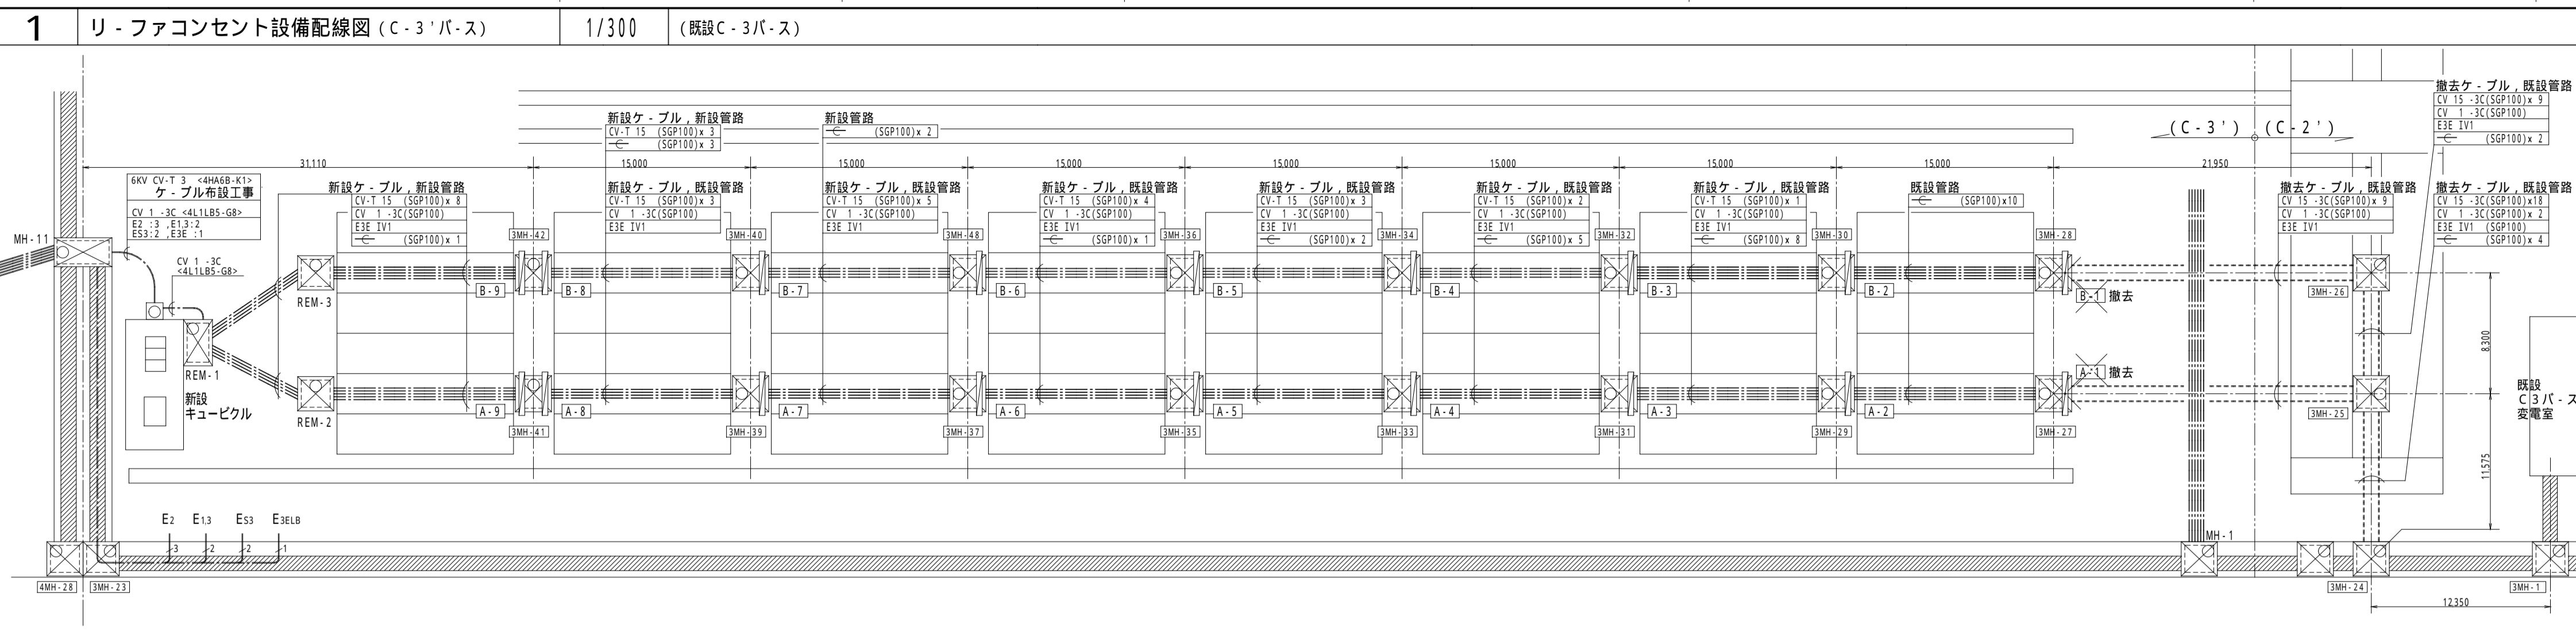 1
リ-ファコンセント設備配線図(C-3'バ-ス)
1/300
(既設C-3バ-ス)
撤去ケ-ブル,既設管路
CV 15 -3C(SGP100)x 9
CV 1 -3C(SGP100)
E3E IV1
(SGP100)x 2
(C-3')
(C-2')
新設ケ-ブル,新設管路
CV-T 15 (SGP100)x 3
(SGP100)x 3
新設管路
(SGP100)x 2
31,110
15,000
15,000
15,000
15,000
15,000
15,000
15,000
21,950
6KV CV-T 3 <4HA6B-K1>
ケ-ブル布設工事
CV 1 -3C <4L1LB5-G8>
E2 :3 ,E1,3:2
ES3:2 ,E3E :1
新設ケ-ブル,新設管路
CV-T 15 (SGP100)x 8
CV 1 -3C(SGP100)
E3E IV1
(SGP100)x 1
新設ケ-ブル,既設管路
CV-T 15 (SGP100)x 3
CV 1 -3C(SGP100)
E3E IV1
新設ケ-ブル,既設管路
CV-T 15 (SGP100)x 5
CV 1 -3C(SGP100)
E3E IV1
新設ケ-ブル,既設管路
CV-T 15 (SGP100)x 4
CV 1 -3C(SGP100)
E3E IV1
(SGP100)x 1
新設ケ-ブル,既設管路
CV-T 15 (SGP100)x 3
CV 1 -3C(SGP100)
E3E IV1
(SGP100)x 2
新設ケ-ブル,既設管路
CV-T 15 (SGP100)x 2
CV 1 -3C(SGP100)
E3E IV1
(SGP100)x 5
新設ケ-ブル,既設管路
CV-T 15 (SGP100)x 1
CV 1 -3C(SGP100)
E3E IV1
(SGP100)x 8
既設管路
(SGP100)x10
撤去ケ-ブル,既設管路
CV 15 -3C(SGP100)x 9
CV 1 -3C(SGP100)
E3E IV1
撤去ケ-ブル,既設管路
CV 15 -3C(SGP100)x18
CV 1 -3C(SGP100)x 2
E3E IV1 (SGP100)
(SGP100)x 4
MH-11
3MH-42
3MH-40
3MH-48
3MH-36
3MH-34
3MH-32
3MH-30
3MH-28
CV 1 -3C
<4L1LB5-G8>
REM-3
B-9
B-8
B-7
B-6
B-5
B-4
B-3
B-2
B-1 撤去
3MH-26
8,300
REM-1
A-1 撤去
新設
キュービクル
REM-2
A-9
A-8
A-7
A-6
A-5
A-4
A-3
A-2
3MH-25
既設
C3バ-ス
変電室
3MH-41
3MH-39
3MH-37
3MH-35
3MH-33
3MH-31
3MH-29
3MH-27
11,575
E2
E1,3
ES3
E3ELB
3
2
2
1
MH-1
4MH-28
3MH-23
3MH-24
3MH-1
12,350